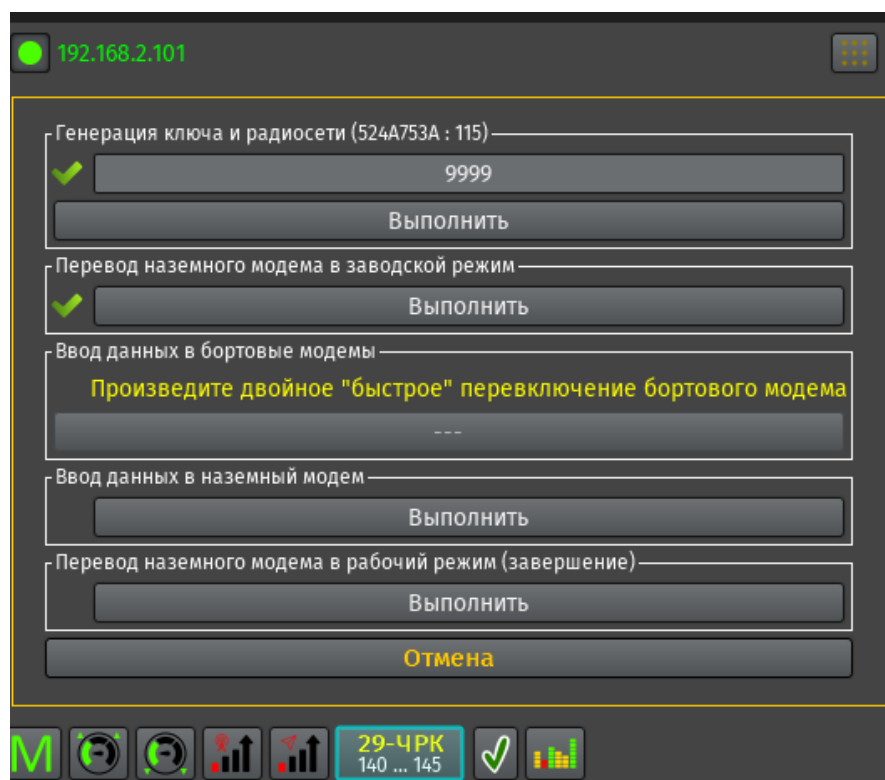 192.168.2.101
Генерация ключа и радиосети (524A753A : 115)
9999
Выполнить
Перевод наземного модема в заводской режим
Выполнить
Ввод данных в бортовые модемы
Произведите двойное "быстрое" перевключение бортового модема
---
Ввод данных в наземный модем
Выполнить
Перевод наземного модема в рабочий режим (завершение)
Выполнить
Отмена
M
29-ЧРК
140 ... 145